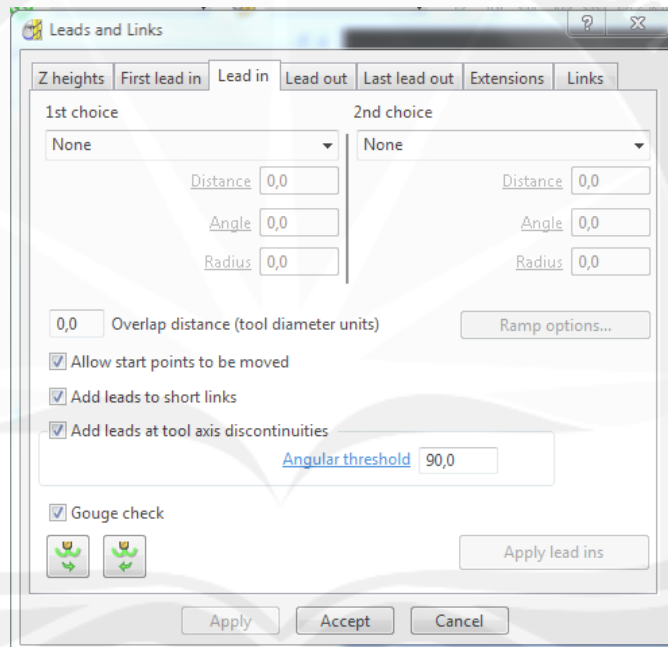 Leads and Links
Z heights First lead in Lead in Lead out Last lead out Extensions Links
1st choice 2nd choice
None None
Distance 0,0 Distance 0,0
Angle 0,0 Angle 0,0
Radius 0,0 Radius 0,0
0,0 Overlap distance (tool diameter units) Ramp options...
Allow start points to be moved
Add leads to short links
Add leads at tool axis discontinuities
Angular threshold 90,0
Gouge check
Apply lead ins
Apply Accept Cancel